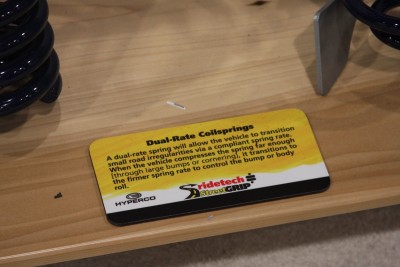 Dual-Rate Coilsprings
A dual-rate spring will allow the vehicle to transition
small road irregularities via a compliant spring rate.
When the vehicle compresses the spring far enough
[through large bumps or cornering], it transitions to
the firmer spring rate to control the bump or body
roll.
HYPERCO
ridetech
StreetGRIP